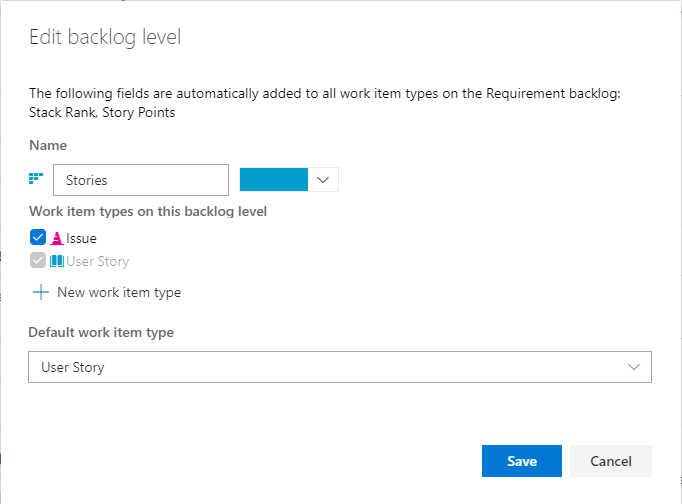 Edit backlog level
The following fields are automatically added to all work item types on the Requirement backlog:
Stack Rank, Story Points
Name
Stories
Work item types on this backlog level
Issue
User Story
New work item type
Default work item type
User Story
Save
Cancel